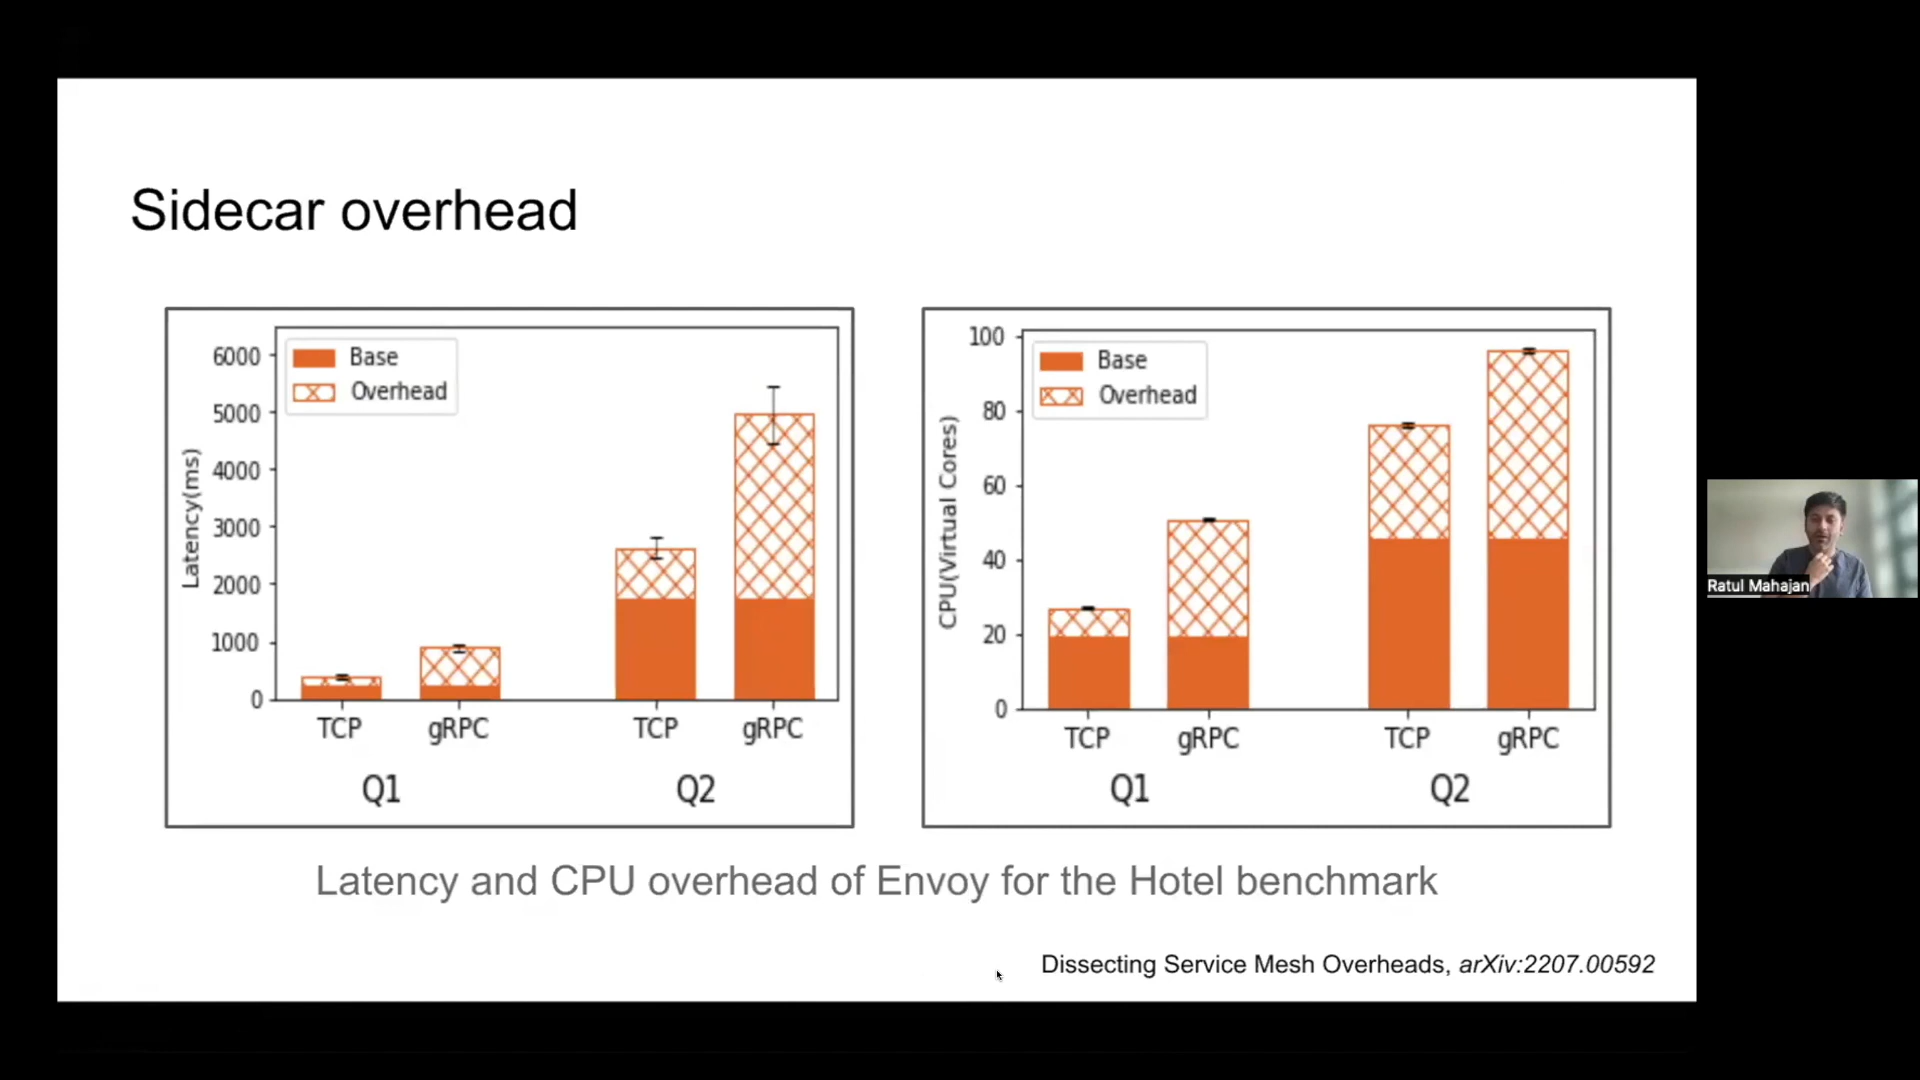 Sidecar overhead
6000
5000
4000
3000
2000
1000
0
Latency(ms)
Base
Overhead
TCP
gRPC
TCP
gRPC
Q1
Q2
100
80
60
40
20
0
CPU(Virtual Cores)
Base
Overhead
TCP
gRPC
TCP
gRPC
Q1
Q2
Latency and CPU overhead of Envoy for the Hotel benchmark
Dissecting Service Mesh Overheads, arXiv:2207.00592
Ratul Mahajan